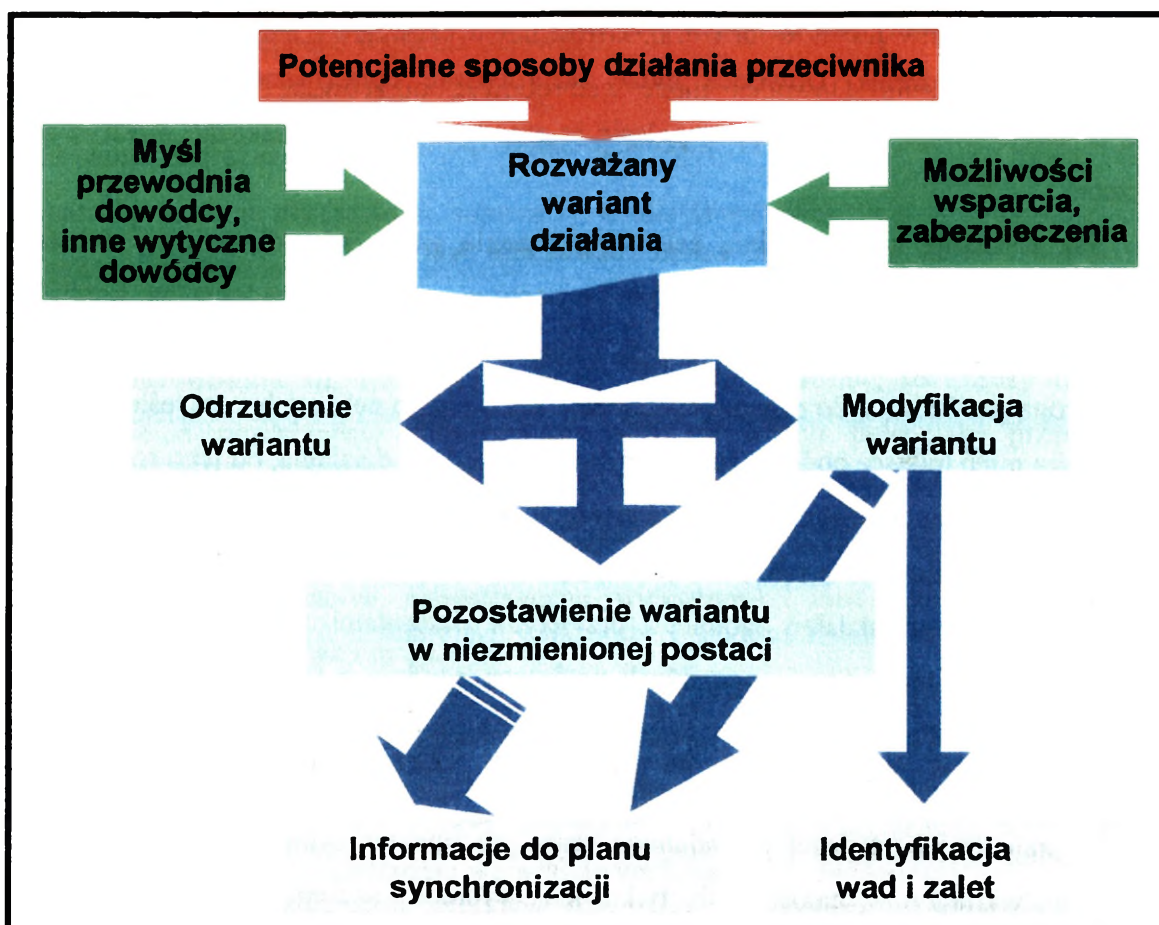 Potencjalne sposoby działania przeciwnika
Myśl
przewodnia
dowódcy,
inne wytyczne
dowódcy
Rozważany
wariant
działania
Możliwości
wsparcia,
zabezpieczenia
Odrzucenie
wariantu
Modyfikacja
wariantu
Pozostawienie wariantu
w niezmienionej postaci
Informacje do planu
synchronizacji
Identyfikacja
wad i zalet